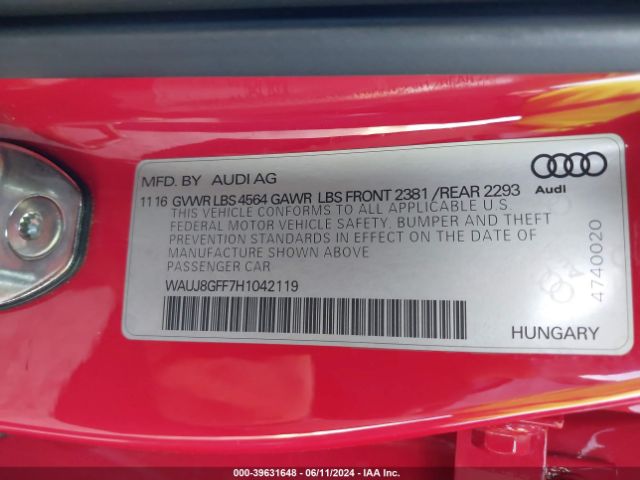 MFD. BY AUDI AG
Audi
11 16 GVWR LBS 4564 GAWR LBS FRONT 2381 /REAR 2293
THIS VEHICLE CONFORMS TO ALL APPLICABLE U.S.
FEDERAL MOTOR VEHICLE SAFETY, BUMPER AND THEFT
PREVENTION STANDARDS IN EFFECT ON THE DATE OF
MANUFACTURE SHOWN ABOVE
PASSENGER CAR
WAUJ8GFF7H1042119
4740020
HUNGARY
000-39631648 - 06/11/2024 - IAA Inc.